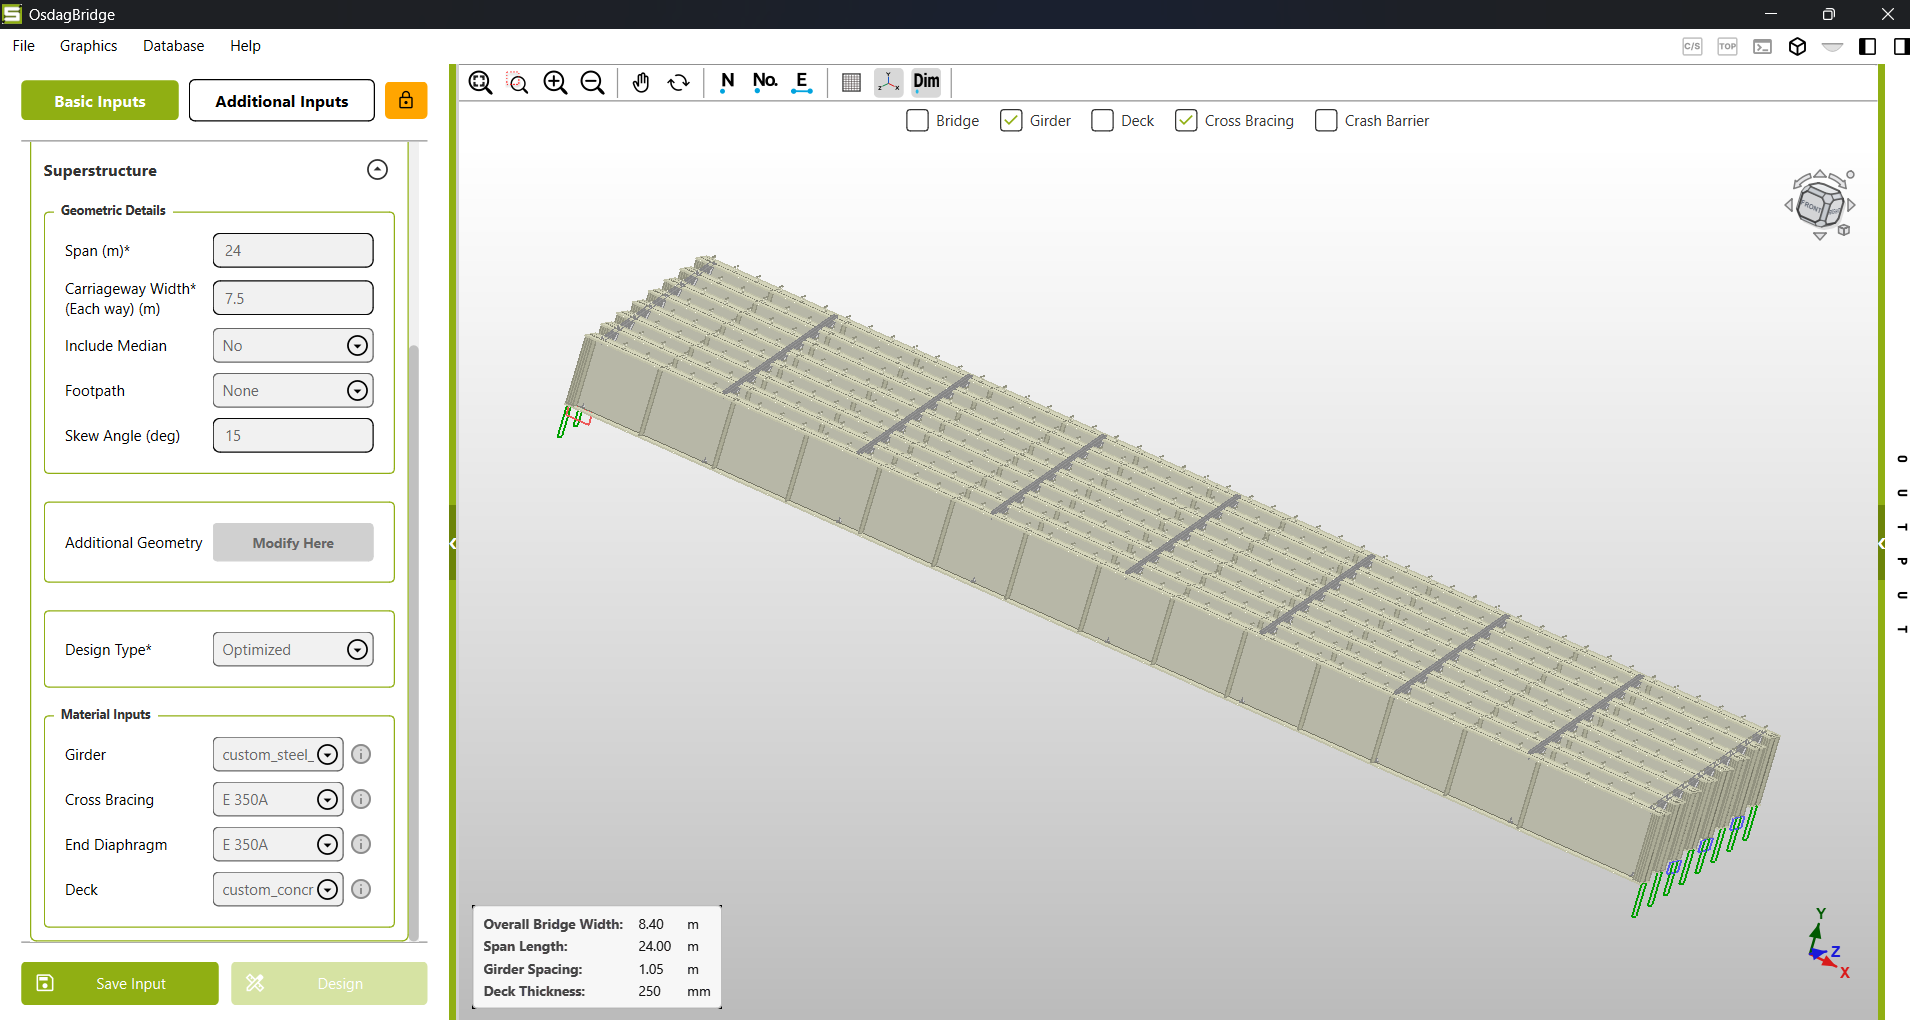 OsdagBridge
File Graphics Database Help
C/S TOP
Basic Inputs Additional Inputs
N No. E Dim
Bridge Girder Deck Cross Bracing Crash Barrier
Superstructure
Geometric Details
Span (m)* 24
Carriageway Width* (Each way) (m) 7.5
Include Median No
Footpath None
Skew Angle (deg) 15
Additional Geometry Modify Here
Design Type* Optimized
Material Inputs
Girder custom_steel_
Cross Bracing E 350A
End Diaphragm E 350A
Deck custom_concr
Save Input Design
FRONT
Overall Bridge Width: 8.40 m
Span Length: 24.00 m
Girder Spacing: 1.05 m
Deck Thickness: 250 mm
Y
Z
X
OUTPUT